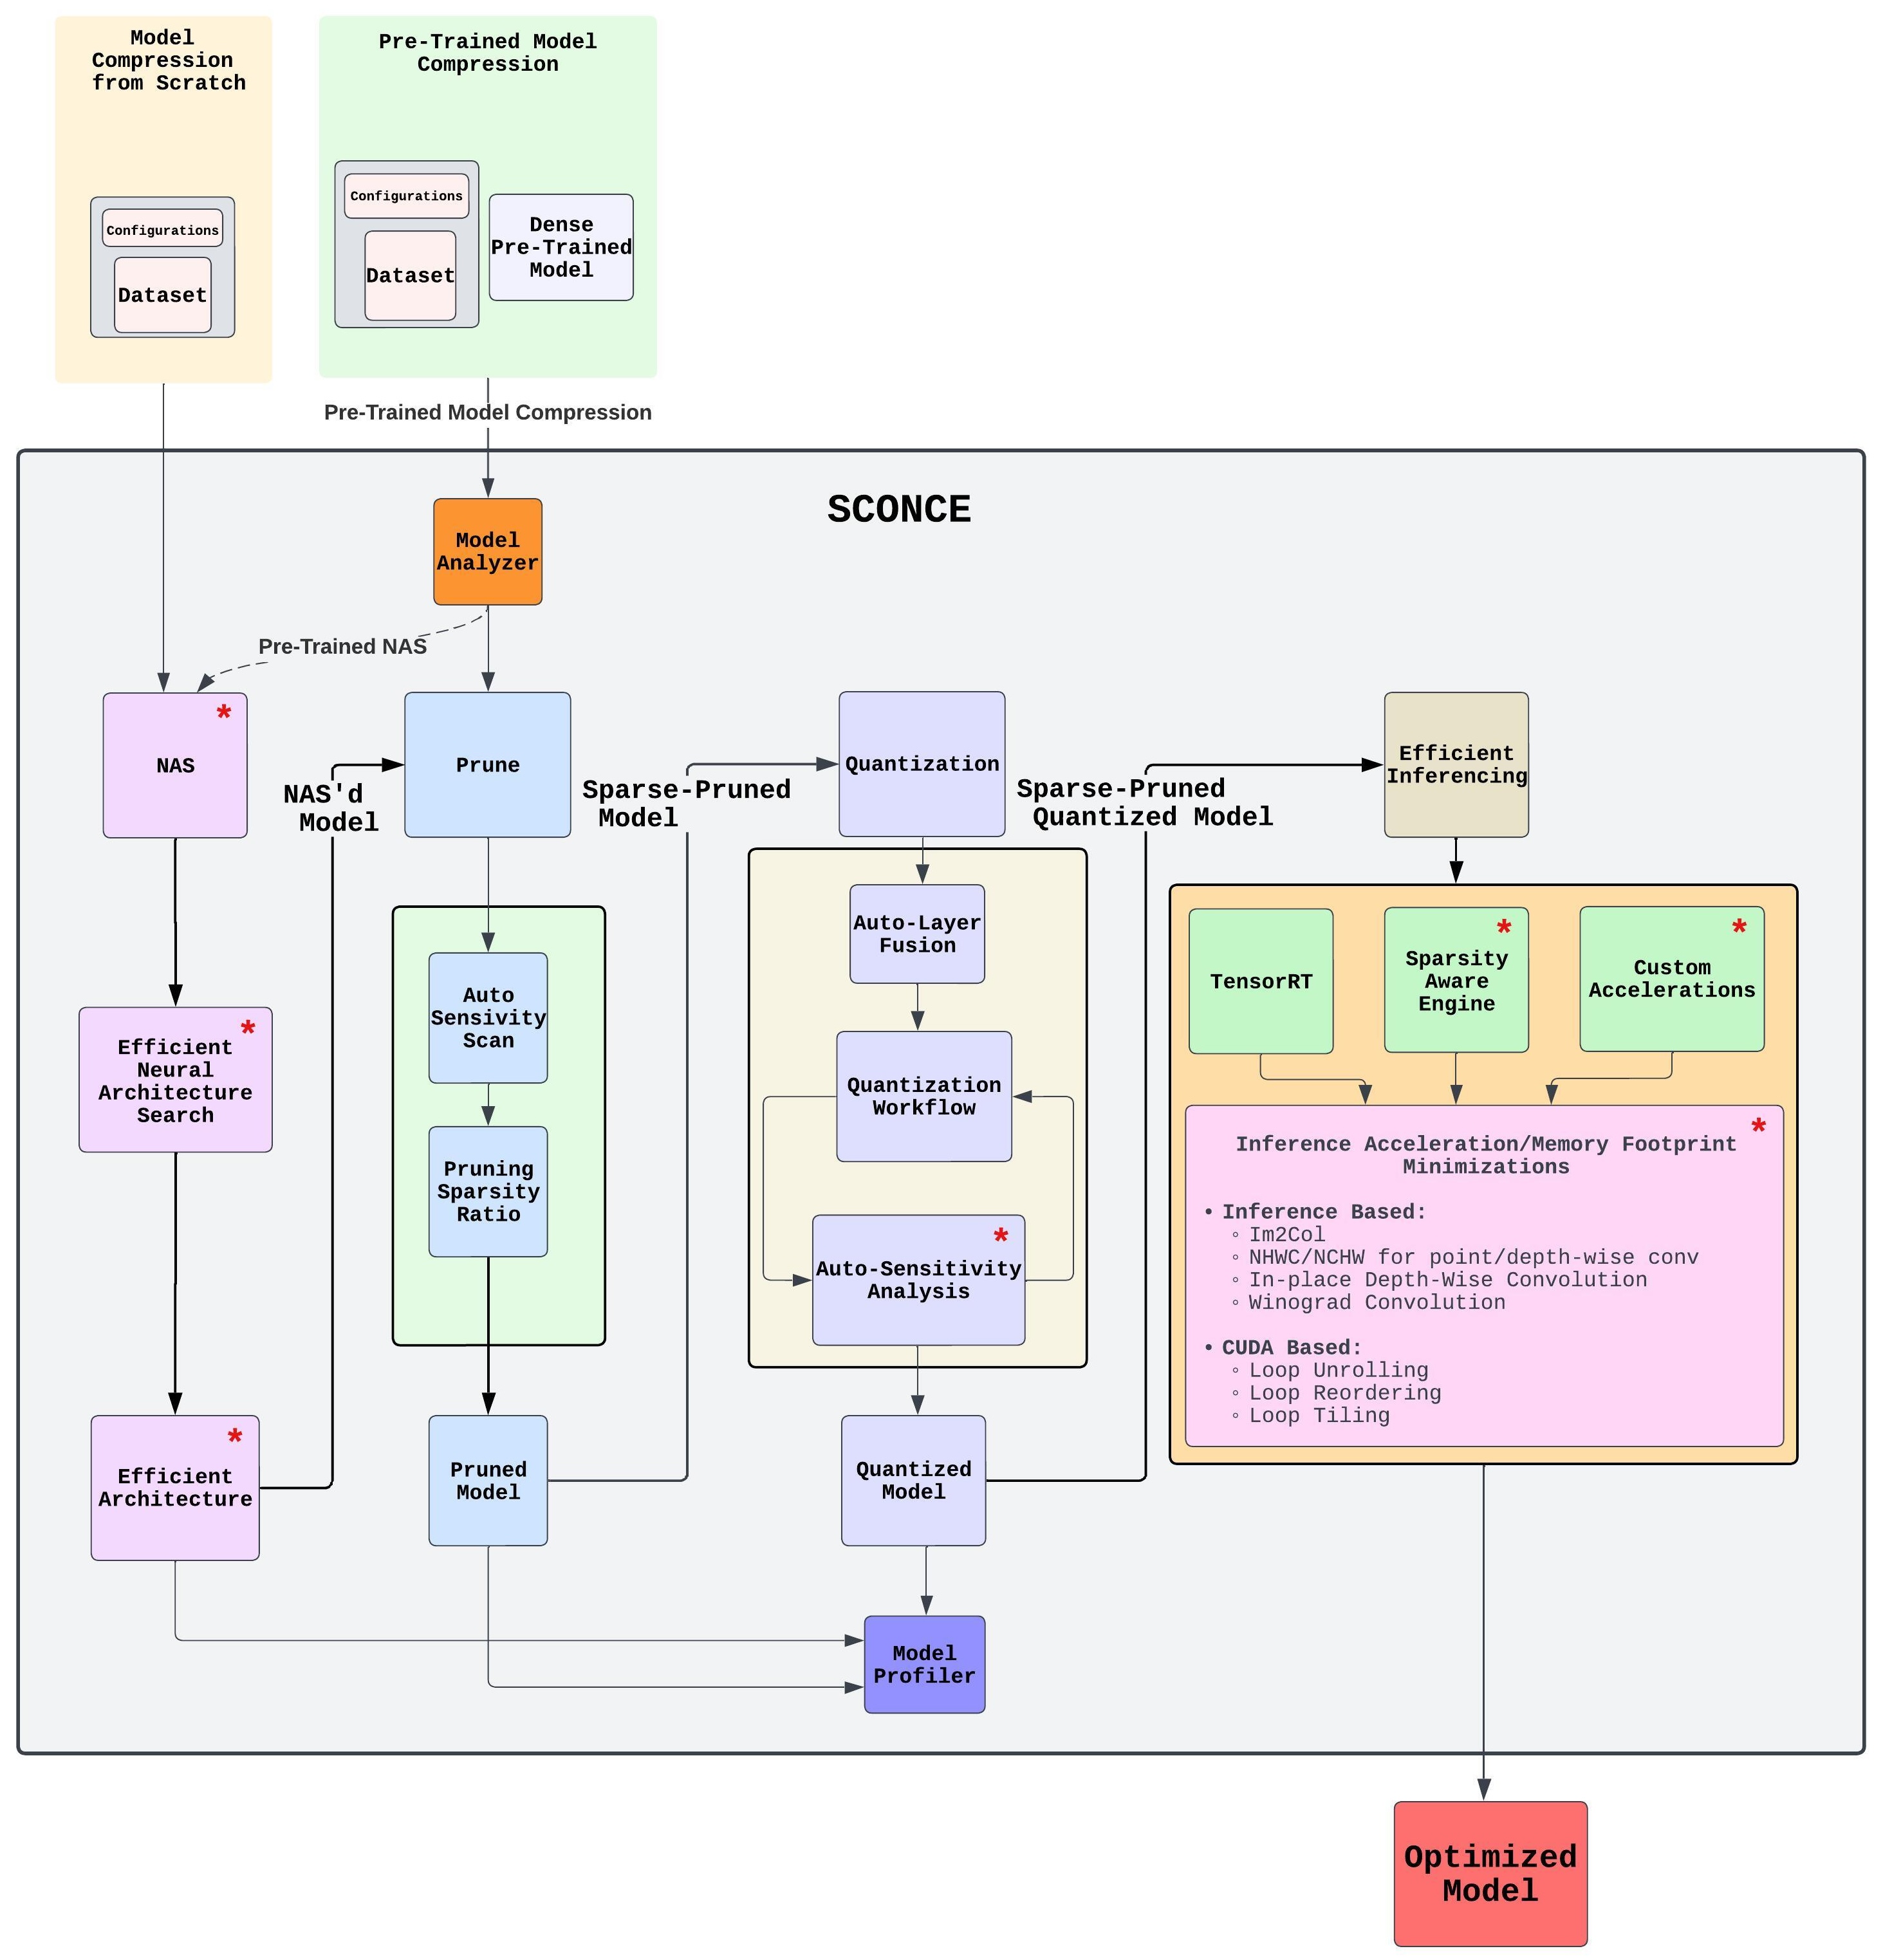 Model
Compression
from Scratch
Configurations
Dataset
Pre-Trained Model
Compression
Configurations
Dataset
Dense
Pre-Trained
Model
Pre-Trained Model Compression
SCONCE
Model
Analyzer
Pre-Trained NAS
*
NAS
NAS'd
Model
Prune
Sparse-Pruned
Model
Quantization
Sparse-Pruned
Quantized Model
Efficient
Inferencing
*
Efficient
Neural
Architecture
Search
*
Efficient
Architecture
Auto
Sensivity
Scan
Pruning
Sparsity
Ratio
Pruned
Model
Auto-Layer
Fusion
Quantization
Workflow
*
Auto-Sensitivity
Analysis
Quantized
Model
Model
Profiler
TensorRT
*
Sparsity
Aware
Engine
*
Custom
Accelerations
*
Inference Acceleration/Memory Footprint
Minimizations
• Inference Based:
◦ Im2Col
◦ NHWC/NCHW for point/depth-wise conv
◦ In-place Depth-Wise Convolution
◦ Winograd Convolution
• CUDA Based:
◦ Loop Unrolling
◦ Loop Reordering
◦ Loop Tiling
Optimized
Model